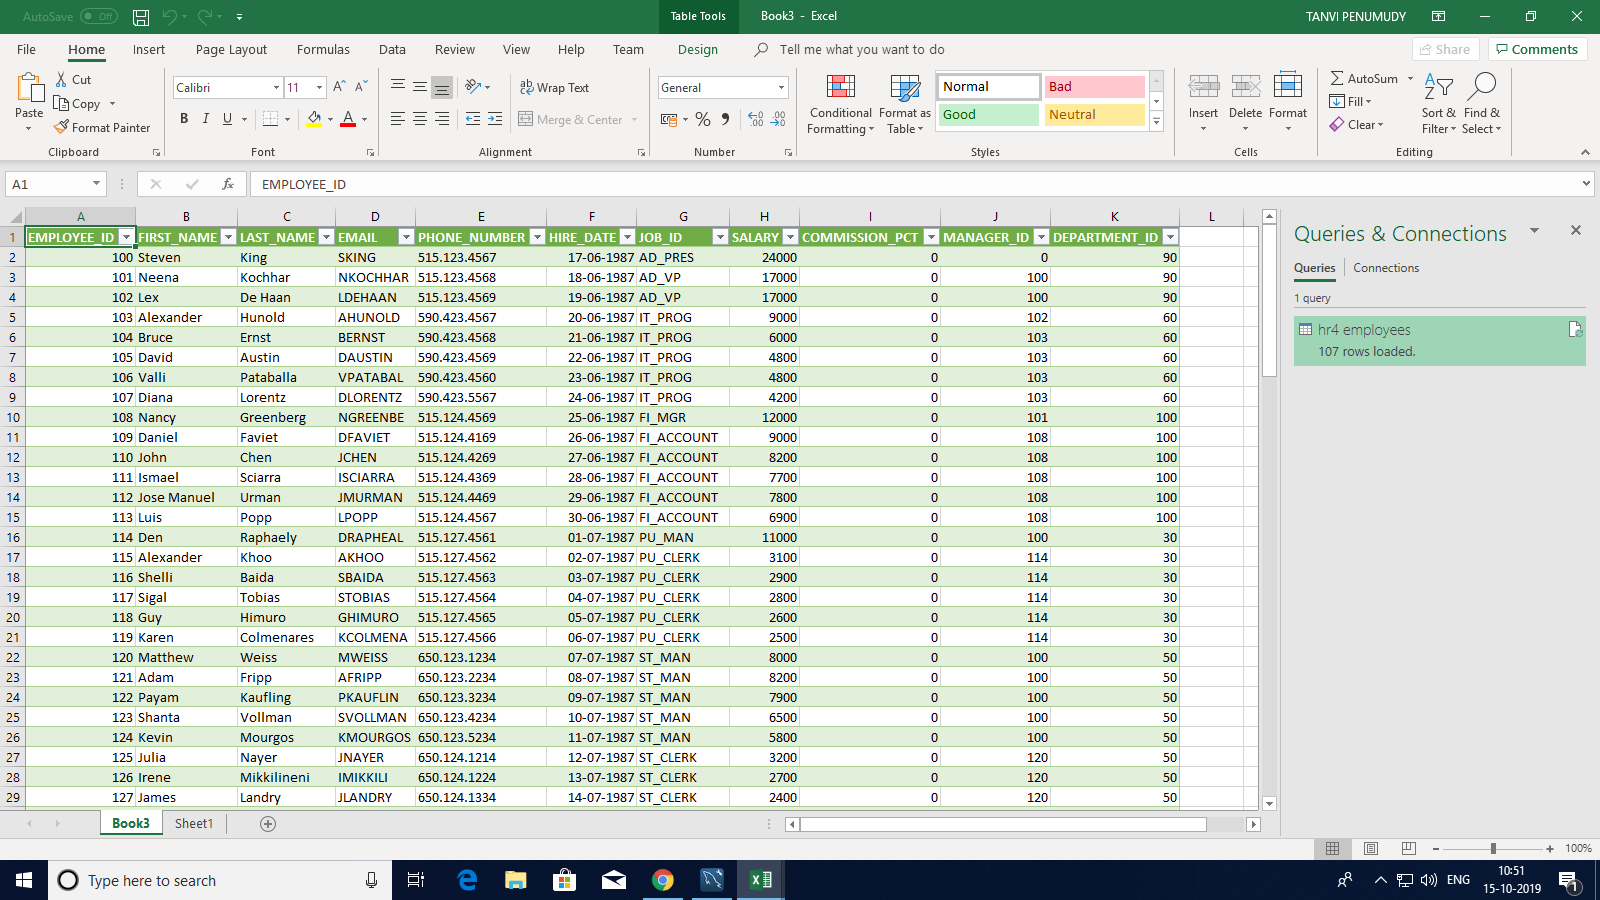 AutoSave Off Table Tools Book3 - Excel TANVI PENUMUDY
File Home Insert Page Layout Formulas Data Review View Help Team Design Tell me what you want to do Share Comments
Paste Cut Copy Format Painter
Calibri 11 A A B I U A
Wrap Text Merge & Center
General % ,
Conditional Formatting Format as Table
Normal Bad Good Neutral
Insert Delete Format
AutoSum Fill Clear Sort & Filter Find & Select
Clipboard Font Alignment Number Styles Cells Editing
A1 fx EMPLOYEE_ID
A B C D E F G H I J K L
1 EMPLOYEE_ID FIRST_NAME LAST_NAME EMAIL PHONE_NUMBER HIRE_DATE JOB_ID SALARY COMMISSION_PCT MANAGER_ID DEPARTMENT_ID
2 100 Steven King SKING 515.123.4567 17-06-1987 AD_PRES 24000 0 0 90
3 101 Neena Kochhar NKOCHHAR 515.123.4568 18-06-1987 AD_VP 17000 0 100 90
4 102 Lex De Haan LDEHAAN 515.123.4569 19-06-1987 AD_VP 17000 0 100 90
5 103 Alexander Hunold AHUNOLD 590.423.4567 20-06-1987 IT_PROG 9000 0 102 60
6 104 Bruce Ernst BERNST 590.423.4568 21-06-1987 IT_PROG 6000 0 103 60
7 105 David Austin DAUSTIN 590.423.4569 22-06-1987 IT_PROG 4800 0 103 60
8 106 Valli Pataballa VPATABAL 590.423.4560 23-06-1987 IT_PROG 4800 0 103 60
9 107 Diana Lorentz DLORENTZ 590.423.5567 24-06-1987 IT_PROG 4200 0 103 60
10 108 Nancy Greenberg NGREENBE 515.124.4569 25-06-1987 FI_MGR 12000 0 101 100
11 109 Daniel Faviet DFAVIET 515.124.4169 26-06-1987 FI_ACCOUNT 9000 0 108 100
12 110 John Chen JCHEN 515.124.4269 27-06-1987 FI_ACCOUNT 8200 0 108 100
13 111 Ismael Sciarra ISCIARRA 515.124.4369 28-06-1987 FI_ACCOUNT 7700 0 108 100
14 112 Jose Manuel Urman JMURMAN 515.124.4469 29-06-1987 FI_ACCOUNT 7800 0 108 100
15 113 Luis Popp LPOPP 515.124.4567 30-06-1987 FI_ACCOUNT 6900 0 108 100
16 114 Den Raphaely DRAPHEAL 515.127.4561 01-07-1987 PU_MAN 11000 0 100 30
17 115 Alexander Khoo AKHOO 515.127.4562 02-07-1987 PU_CLERK 3100 0 114 30
18 116 Shelli Baida SBAIDA 515.127.4563 03-07-1987 PU_CLERK 2900 0 114 30
19 117 Sigal Tobias STOBIAS 515.127.4564 04-07-1987 PU_CLERK 2800 0 114 30
20 118 Guy Himuro GHIMURO 515.127.4565 05-07-1987 PU_CLERK 2600 0 114 30
21 119 Karen Colmenares KCOLMENA 515.127.4566 06-07-1987 PU_CLERK 2500 0 114 30
22 120 Matthew Weiss MWEISS 650.123.1234 07-07-1987 ST_MAN 8000 0 100 50
23 121 Adam Fripp AFRIPP 650.123.2234 08-07-1987 ST_MAN 8200 0 100 50
24 122 Payam Kaufling PKAUFLIN 650.123.3234 09-07-1987 ST_MAN 7900 0 100 50
25 123 Shanta Vollman SVOLLMAN 650.123.4234 10-07-1987 ST_MAN 6500 0 100 50
26 124 Kevin Mourgos KMOURGOS 650.123.5234 11-07-1987 ST_MAN 5800 0 100 50
27 125 Julia Nayer JNAYER 650.124.1214 12-07-1987 ST_CLERK 3200 0 120 50
28 126 Irene Mikkilineni IMIKKILI 650.124.1224 13-07-1987 ST_CLERK 2700 0 120 50
29 127 James Landry JLANDRY 650.124.1334 14-07-1987 ST_CLERK 2400 0 120 50
Queries & Connections
Queries Connections
1 query
hr4 employees
107 rows loaded.
Book3 Sheet1
100%
Type here to search
ENG
10:51
15-10-2019
1